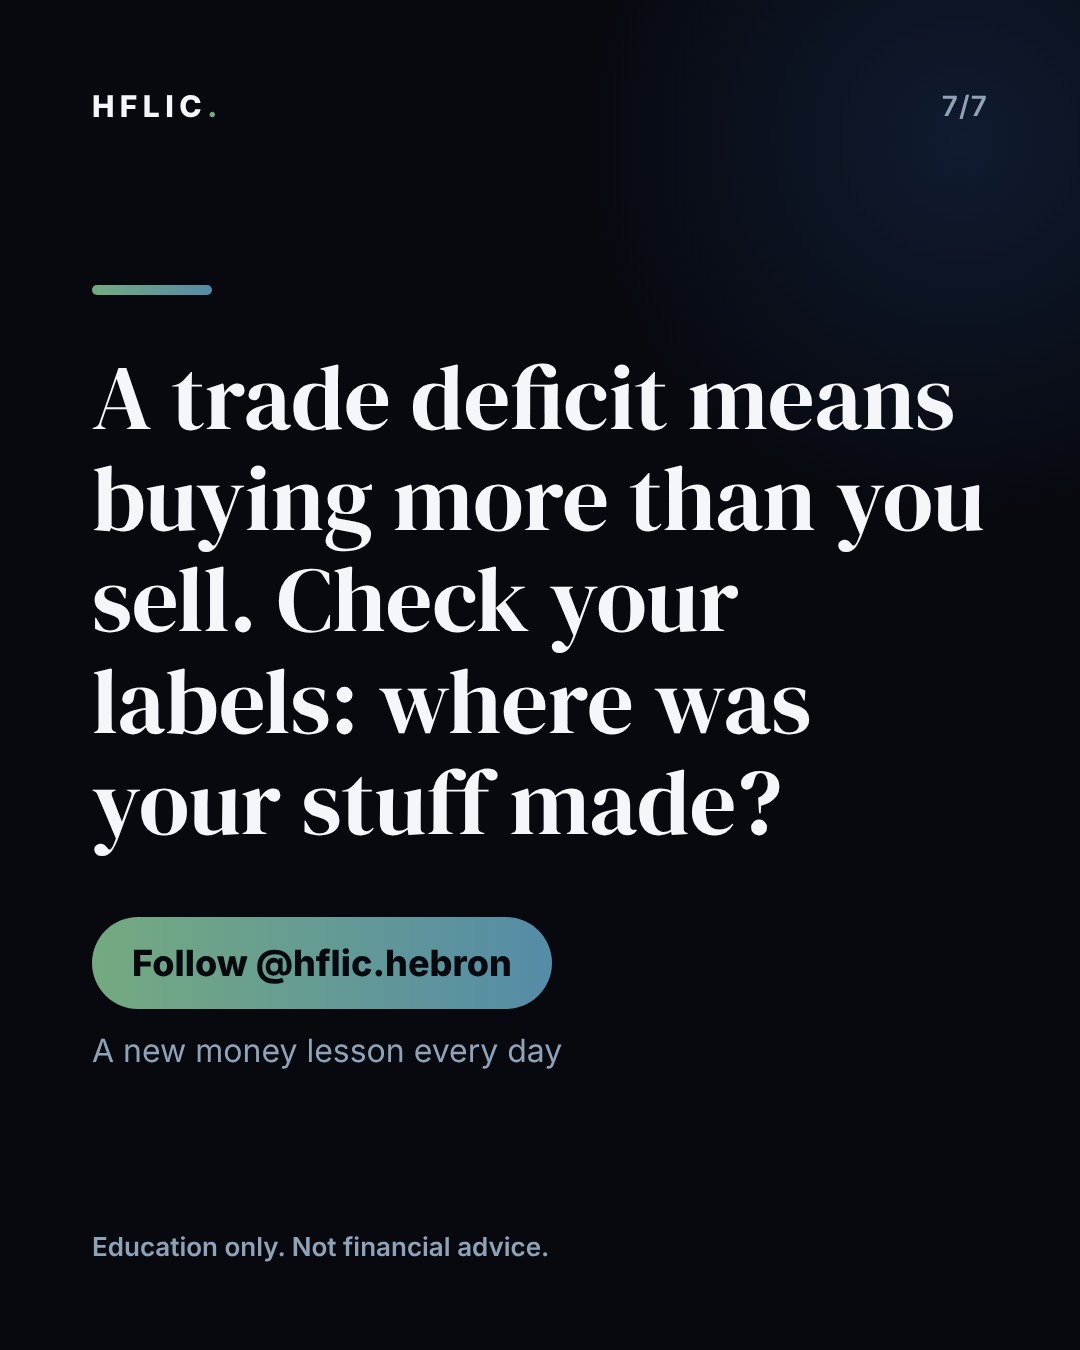 HFLIC.
7/7
A trade deficit means
buying more than you
sell. Check your
labels: where was
your stuff made?
Follow @hflic.hebron
A new money lesson every day
Education only. Not financial advice.